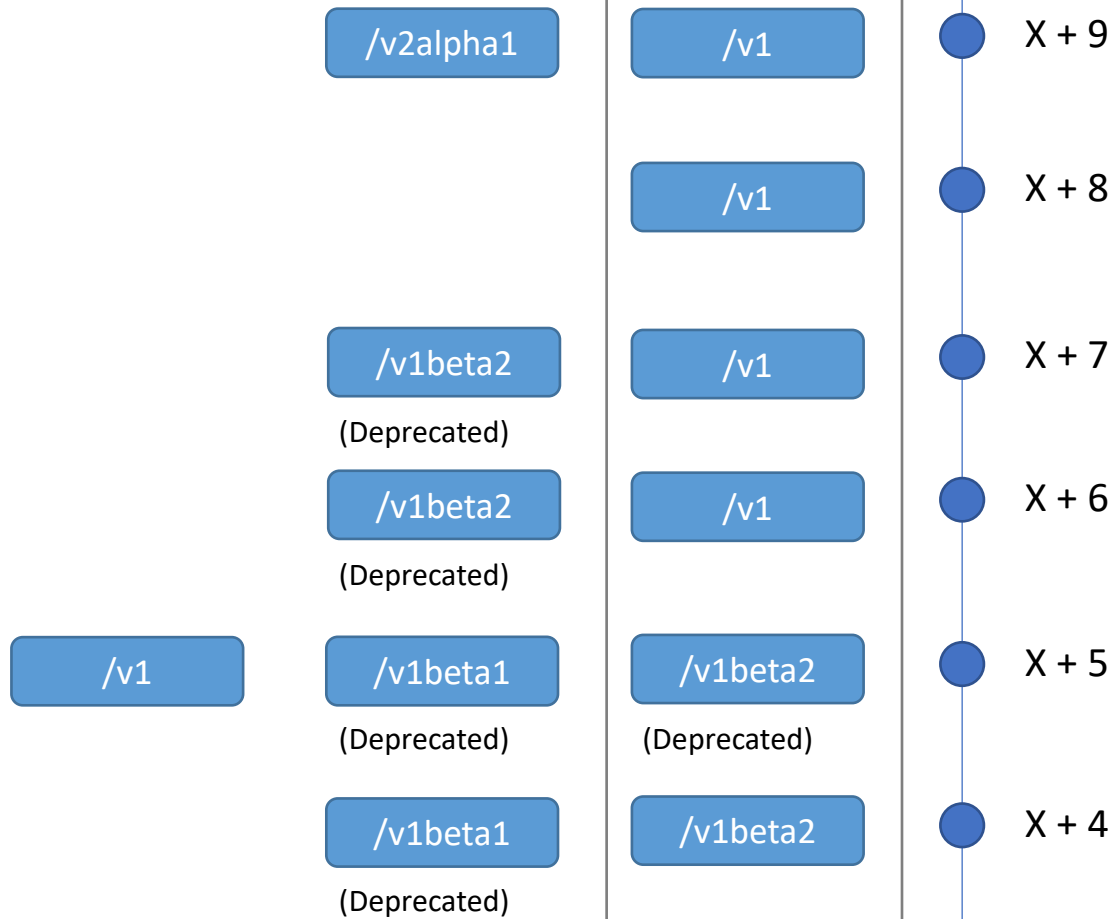 /v2alpha1 /v1 X + 9
/v1 X + 8
/v1beta2 /v1 X + 7
(Deprecated)
/v1beta2 /v1 X + 6
(Deprecated)
/v1 /v1beta1 /v1beta2 X + 5
(Deprecated) (Deprecated)
/v1beta1 /v1beta2 X + 4
(Deprecated)